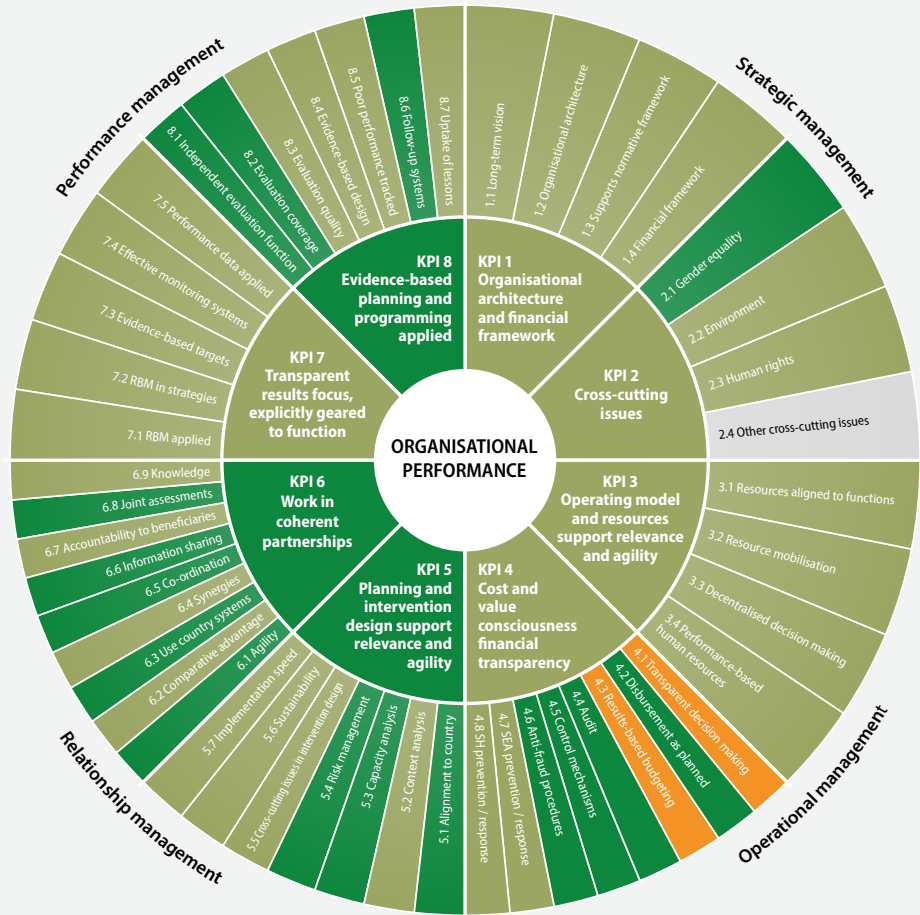 Performance management
Strategic management
Operational management
Relationship management
ORGANISATIONAL
PERFORMANCE
KPI 1
Organisational
architecture
and financial
framework
1.1 Long-term vision
1.2 Organisational architecture
1.3 Supports normative framework
1.4 Financial framework
KPI 2
Cross-cutting
issues
2.1 Gender equality
2.2 Environment
2.3 Human rights
2.4 Other cross-cutting issues
KPI 3
Operating model
and resources
support relevance
and agility
3.1 Resources aligned to functions
3.2 Resource mobilisation
3.3 Decentralised decision making
3.4 Performance-based
human resources
KPI 4
Cost and
value
consciousness
financial
transparency
4.1 Transparent decision making
4.2 Disbursement as planned
4.3 Results-based budgeting
4.4 Audit
4.5 Control mechanisms
4.6 Anti-fraud procedures
4.7 SEA prevention / response
4.8 SH prevention / response
KPI 5
Planning and
intervention
design support
relevance and
agility
5.1 Alignment to country
5.2 Context analysis
5.3 Capacity analysis
5.4 Risk management
5.5 Cross-cutting issues in intervention design
5.6 Sustainability
5.7 Implementation speed
KPI 6
Work in
coherent
partnerships
6.1 Agility
6.2 Comparative advantage
6.3 Use country systems
6.4 Synergies
6.5 Co-ordination
6.6 Information sharing
6.7 Accountability to beneficiaries
6.8 Joint assessments
6.9 Knowledge
KPI 7
Transparent
results focus,
explicitly geared
to function
7.1 RBM applied
7.2 RBM in strategies
7.3 Evidence-based targets
7.4 Effective monitoring systems
7.5 Performance data applied
KPI 8
Evidence-based
planning and
programming
applied
8.1 Independent evaluation function
8.2 Evaluation coverage
8.3 Evaluation quality
8.4 Evidence-based design
8.5 Poor performance tracked
8.6 Follow-up systems
8.7 Uptake of lessons